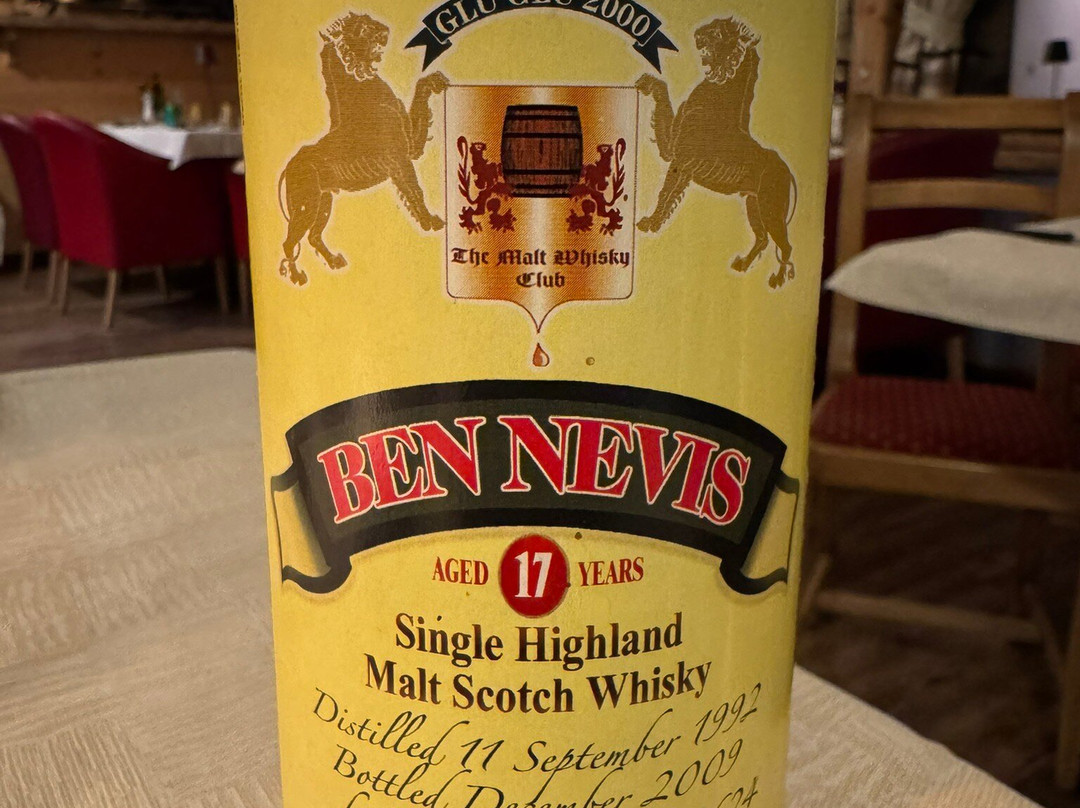 GLU GLU 2000
The Malt Whisky
Club
BEN NEVIS
AGED 17 YEARS
Single Highland
Malt Scotch Whisky
Distilled 11 September 1992
Bottled December 2009